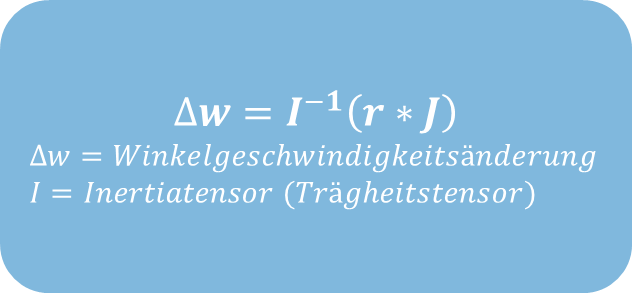 Δw = I⁻¹(r ∗ J)
Δw = Winkelgeschwindigkeitsänderung
I = Inertiatensor (Trägheitstensor)